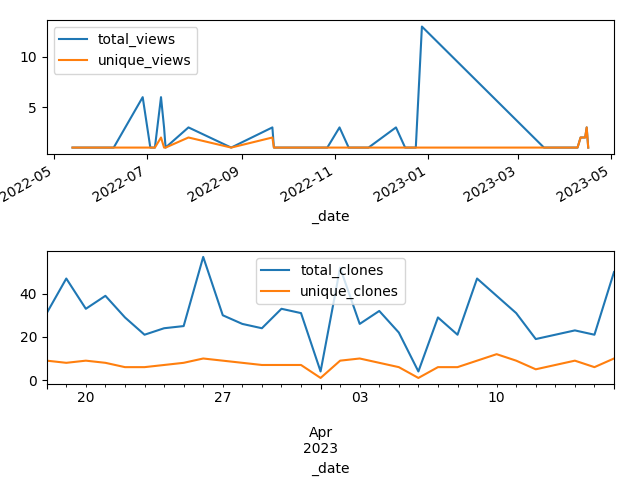 total_views
unique_views
10
5
2022-05 2022-07 2022-09 2022-11 2023-01 2023-03 2023-05
_date
total_clones
unique_clones
40
20
0
20 27 03 10
Apr
2023
_date